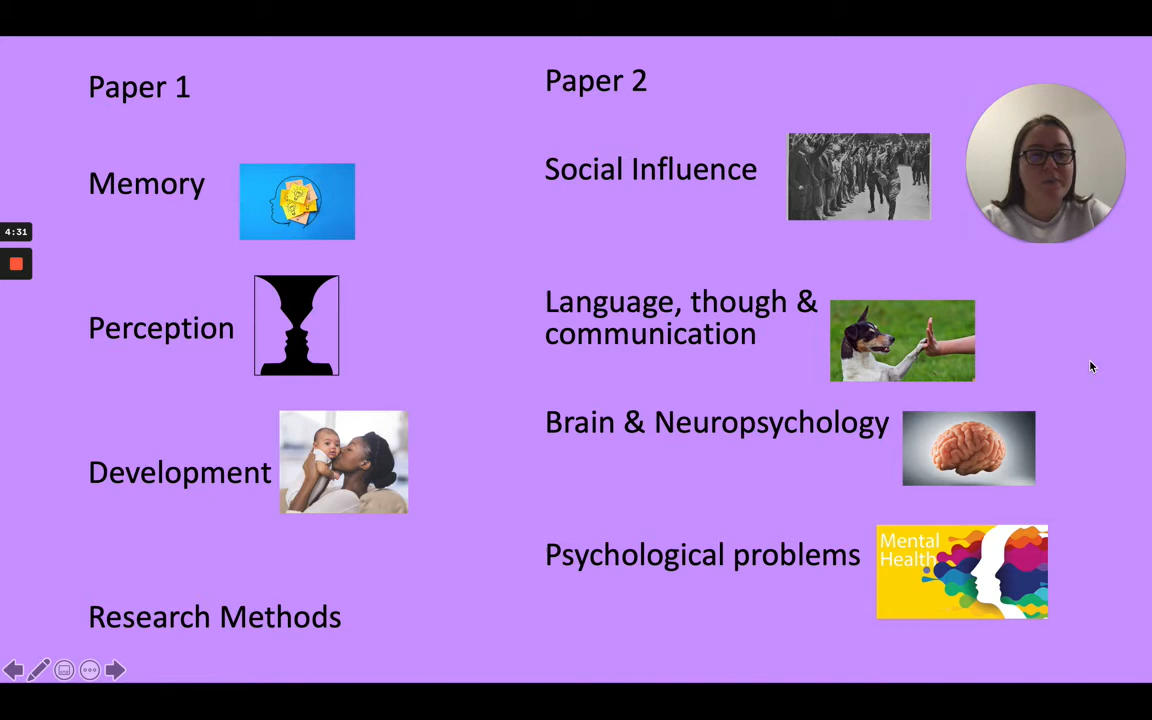 Paper 1
Memory
Perception
Development
Research Methods
Paper 2
Social Influence
Language, though &
communication
Brain & Neuropsychology
Psychological problems
Mental
Health
4:31